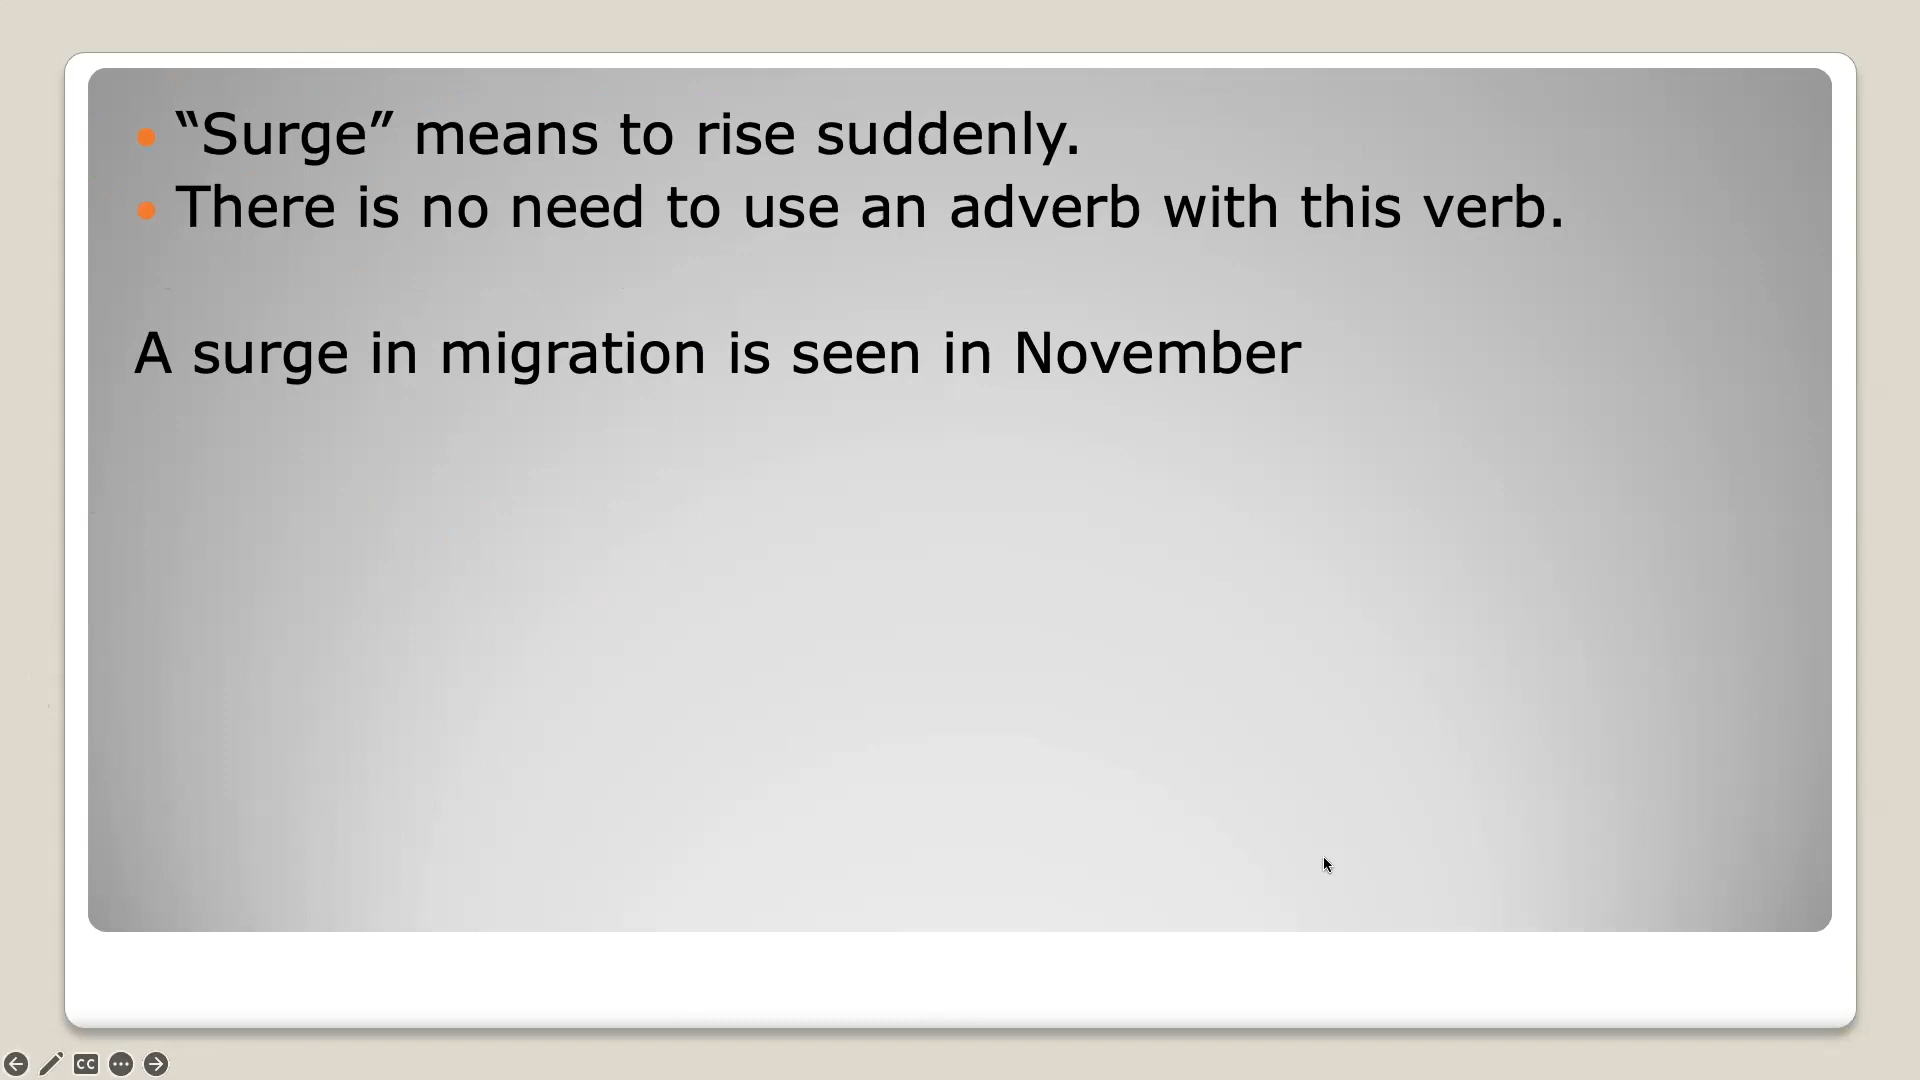 “Surge” means to rise suddenly.
There is no need to use an adverb with this verb.
A surge in migration is seen in November
CC